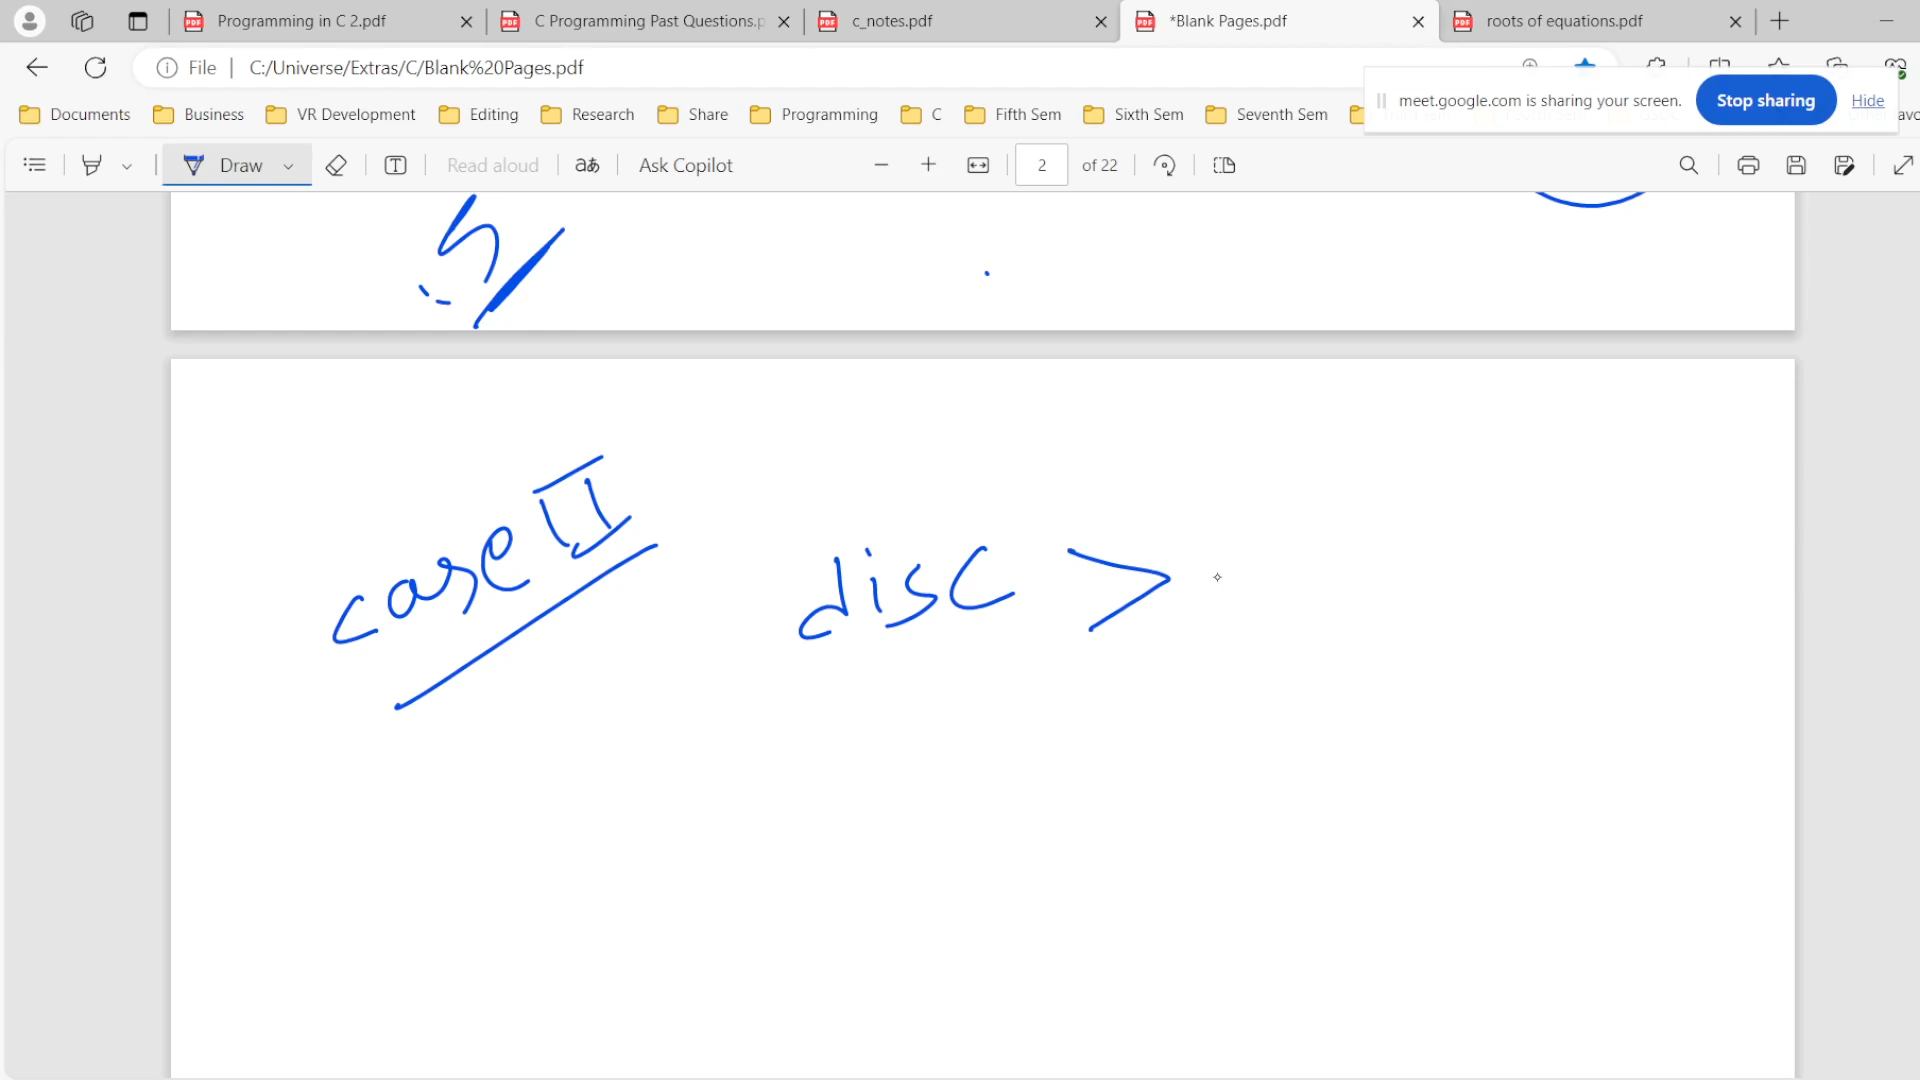 Programming in C 2.pdf
C Programming Past Questions.p
c_notes.pdf
*Blank Pages.pdf
roots of equations.pdf
File | C:/Universe/Extras/C/Blank%20Pages.pdf
meet.google.com is sharing your screen. Stop sharing Hide
Documents Business VR Development Editing Research Share Programming C Fifth Sem Sixth Sem Seventh Sem
Draw Read aloud aあ Ask Copilot 2 of 22
case II
disc >